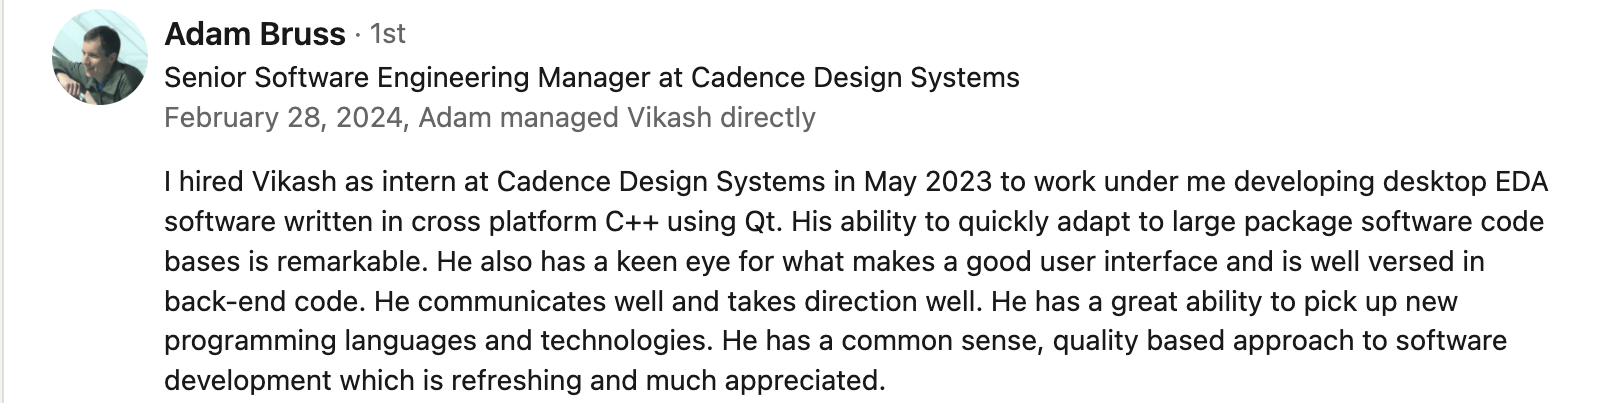 Adam Bruss · 1st
Senior Software Engineering Manager at Cadence Design Systems
February 28, 2024, Adam managed Vikash directly
I hired Vikash as intern at Cadence Design Systems in May 2023 to work under me developing desktop EDA
software written in cross platform C++ using Qt. His ability to quickly adapt to large package software code
bases is remarkable. He also has a keen eye for what makes a good user interface and is well versed in
back-end code. He communicates well and takes direction well. He has a great ability to pick up new
programming languages and technologies. He has a common sense, quality based approach to software
development which is refreshing and much appreciated.